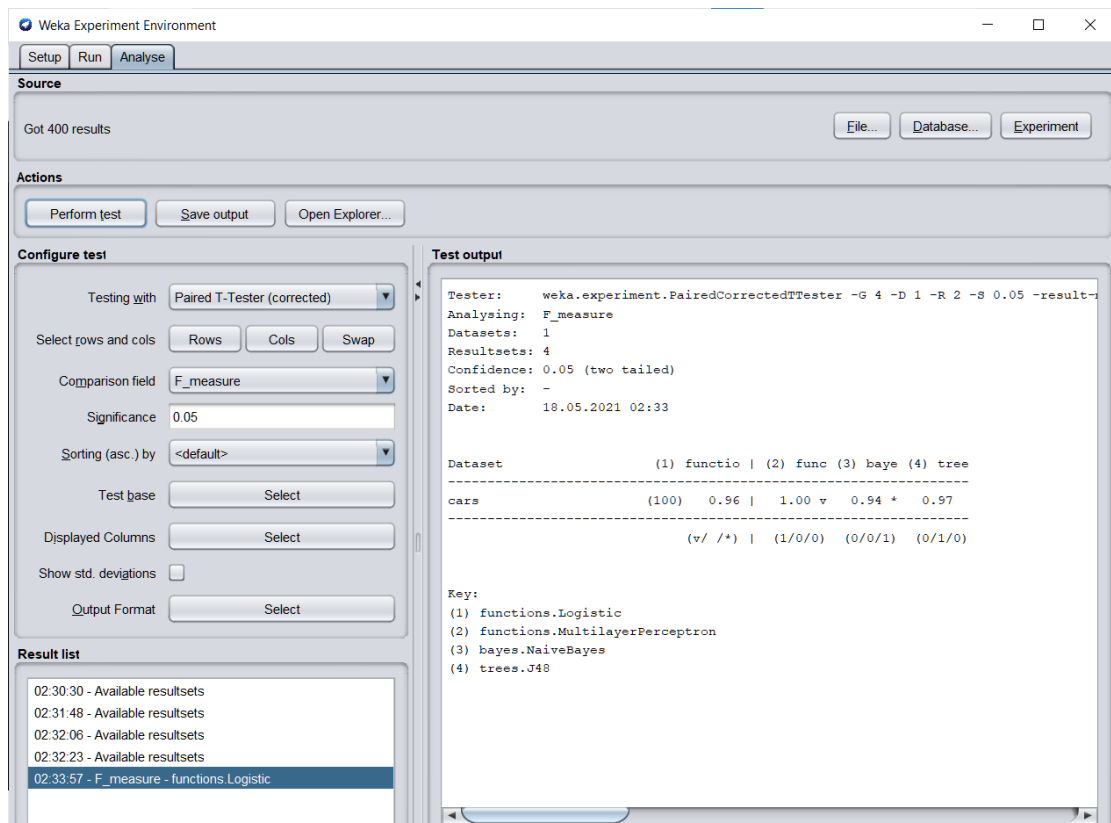 Weka Experiment Environment
Setup Run Analyse
Source
Got 400 results
File... Database... Experiment
Actions
Perform test Save output Open Explorer...
Configure test
Testing with Paired T-Tester (corrected)
Select rows and cols Rows Cols Swap
Comparison field F_measure
Significance 0.05
Sorting (asc.) by <default>
Test base Select
Displayed Columns Select
Show std. deviations
Output Format Select
Result list
02:30:30 - Available resultsets
02:31:48 - Available resultsets
02:32:06 - Available resultsets
02:32:23 - Available resultsets
02:33:57 - F_measure - functions.Logistic
Test output
Tester: weka.experiment.PairedCorrectedTTester -G 4 -D 1 -R 2 -S 0.05 -result-
Analysing: F_measure
Datasets: 1
Resultsets: 4
Confidence: 0.05 (two tailed)
Sorted by: -
Date: 18.05.2021 02:33
Dataset (1) functio | (2) func (3) baye (4) tree
--------------------------------------------------------------------
cars (100) 0.96 | 1.00 v 0.94 * 0.97
--------------------------------------------------------------------
(v/ /*) | (1/0/0) (0/0/1) (0/1/0)
Key:
(1) functions.Logistic
(2) functions.MultilayerPerceptron
(3) bayes.NaiveBayes
(4) trees.J48